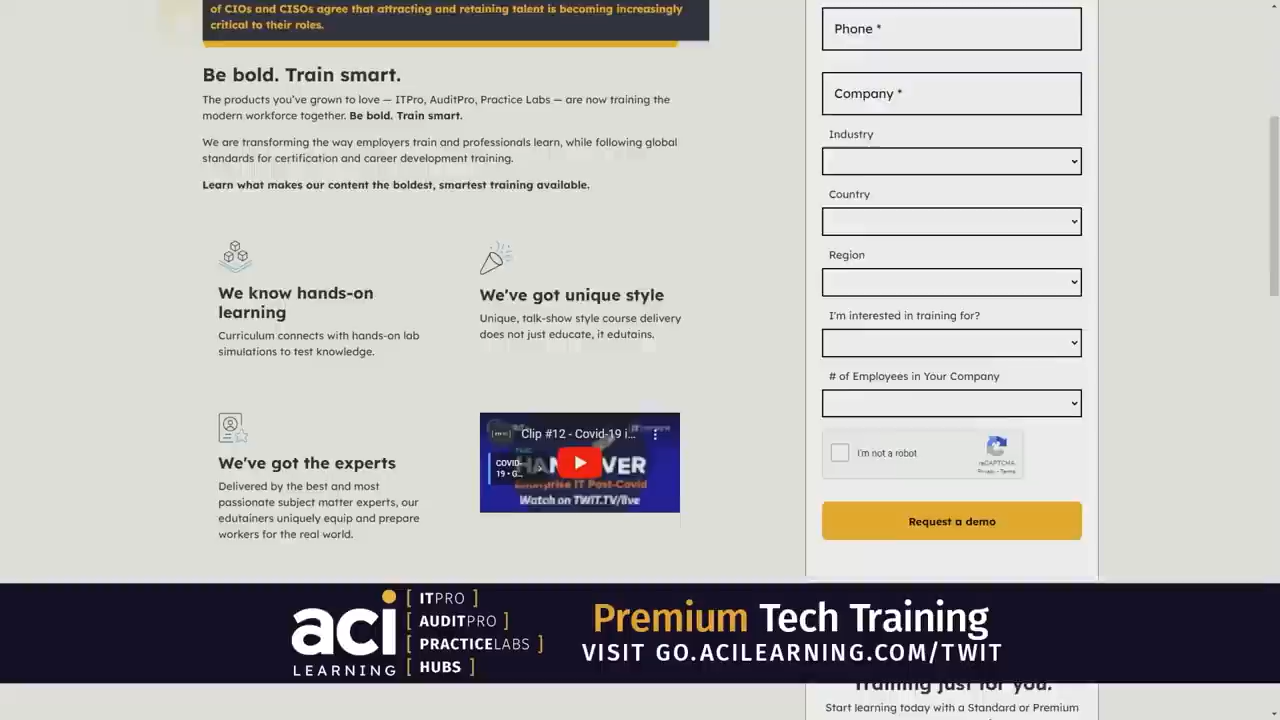 of CIOs and CISOs agree that attracting and retaining talent is becoming increasingly
critical to their roles.
Be bold. Train smart.
The products you've grown to love — ITPro, AuditPro, Practice Labs — are now training the
modern workforce together. Be bold. Train smart.
We are transforming the way employers train and professionals learn, while following global
standards for certification and career development training.
Learn what makes our content the boldest, smartest training available.
We know hands-on
learning
Curriculum connects with hands-on lab
simulations to test knowledge.
We've got unique style
Unique, talk-show style course delivery
does not just educate, it edutains.
We've got the experts
Delivered by the best and most
passionate subject matter experts, our
edutainers uniquely equip and prepare
workers for the real world.
Clip #12 - Covid-19 i...
COVID-
19 • G...
Enterprise IT Post-Covid
Watch on TWiT.TV/live
Phone *
Company *
Industry
Country
Region
I'm interested in training for?
# of Employees in Your Company
I'm not a robot
reCAPTCHA
Privacy - Terms
Request a demo
aci
LEARNING
[ ITPRO ]
[ AUDITPRO ]
[ PRACTICELABS ]
[ HUBS ]
Premium Tech Training
VISIT GO.ACILEARNING.COM/TWIT
Training just for you.
Start learning today with a Standard or Premium